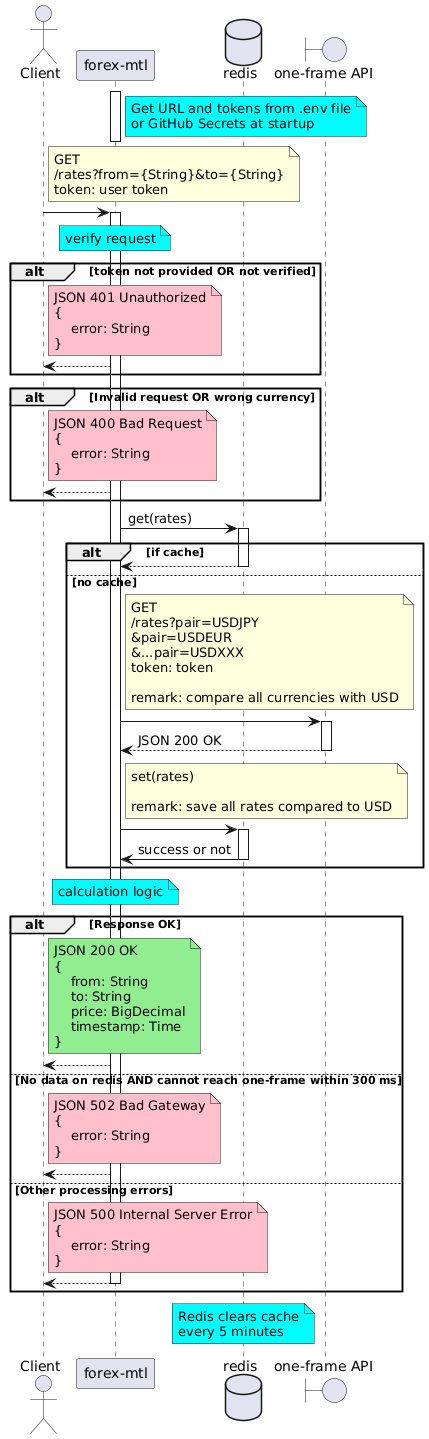 Client
forex-mtl
redis
one-frame API
Get URL and tokens from .env file
or GitHub Secrets at startup
GET
/rates?from={String}&to={String}
token: user token
verify request
alt [token not provided OR not verified]
JSON 401 Unauthorized
{
error: String
}
alt [Invalid request OR wrong currency]
JSON 400 Bad Request
{
error: String
}
get(rates)
alt [if cache]
[no cache]
GET
/rates?pair=USDJPY
&pair=USDEUR
&...pair=USDXXX
token: token
remark: compare all currencies with USD
JSON 200 OK
set(rates)
remark: save all rates compared to USD
success or not
calculation logic
alt [Response OK]
JSON 200 OK
{
from: String
to: String
price: BigDecimal
timestamp: Time
}
[No data on redis AND cannot reach one-frame within 300 ms]
JSON 502 Bad Gateway
{
error: String
}
[Other processing errors]
JSON 500 Internal Server Error
{
error: String
}
Redis clears cache
every 5 minutes
Client
forex-mtl
redis
one-frame API